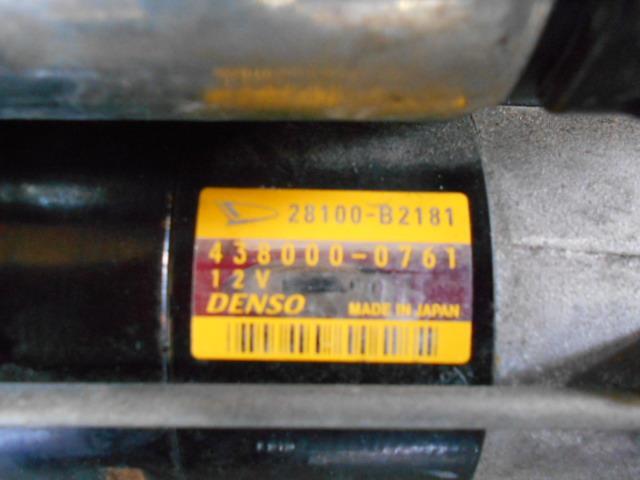 28100-B2181
438000-0761
12V
DENSO MADE IN JAPAN